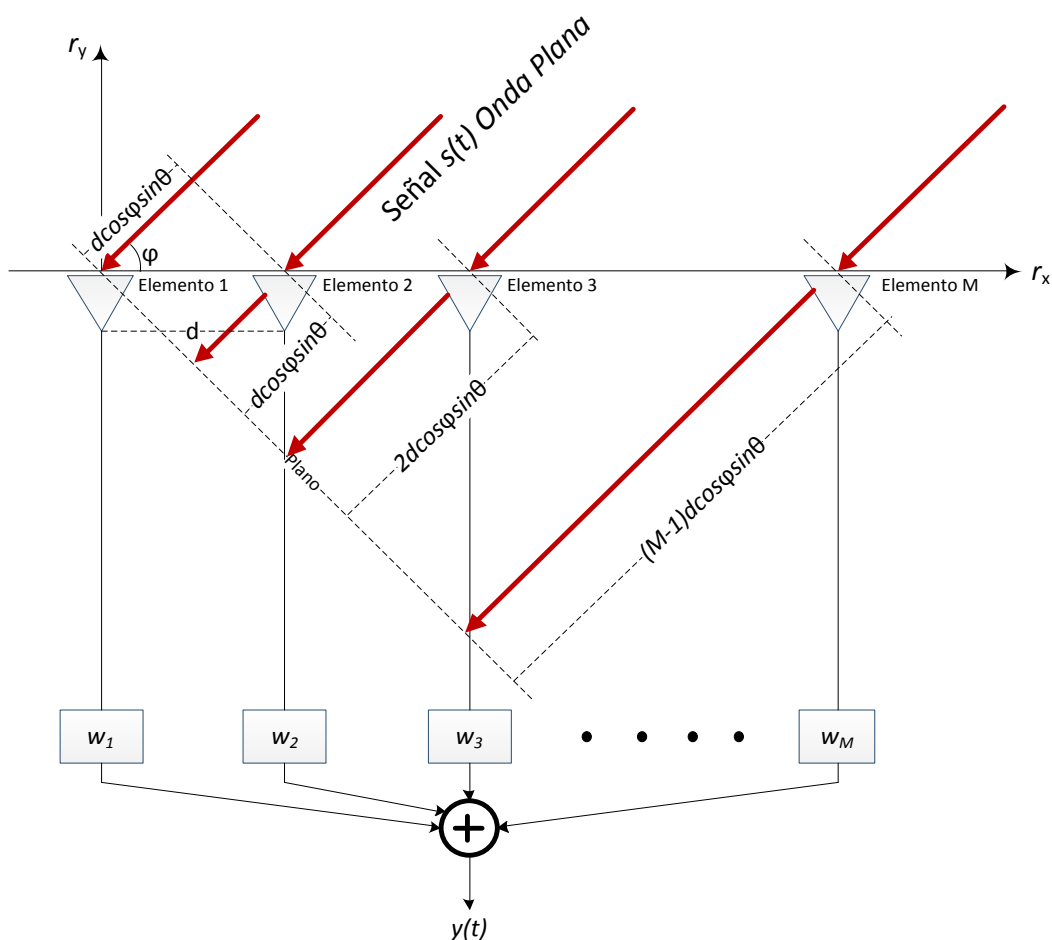 r_y
Señal s(t) Onda Plana
dcosφsinθ
φ
r_x
Elemento 1
Elemento 2
Elemento 3
Elemento M
d
dcosφsinθ
2dcosφsinθ
(M-1)dcosφsinθ
Plano
w_1
w_2
w_3
w_M
+
y(t)